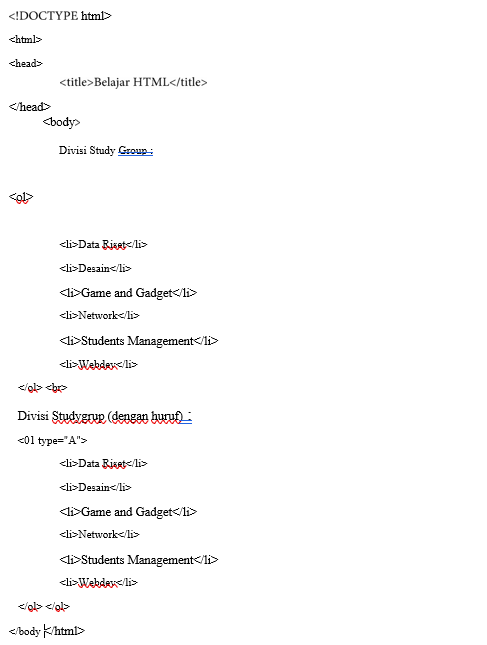 <!DOCTYPE html>
<html>
<head>
<title>Belajar HTML</title>
</head>
<body>
Divisi Study Group :
<ol>
<li>Data Riset</li>
<li>Desain</li>
<li>Game and Gadget</li>
<li>Network</li>
<li>Students Management</li>
<li>Webdev</li>
</ol> <br>
Divisi Studygrup (dengan huruf) :
<01 type="A">
<li>Data Riset</li>
<li>Desain</li>
<li>Game and Gadget</li>
<li>Network</li>
<li>Students Management</li>
<li>Webdev</li>
</ol> </ol>
</body </html>